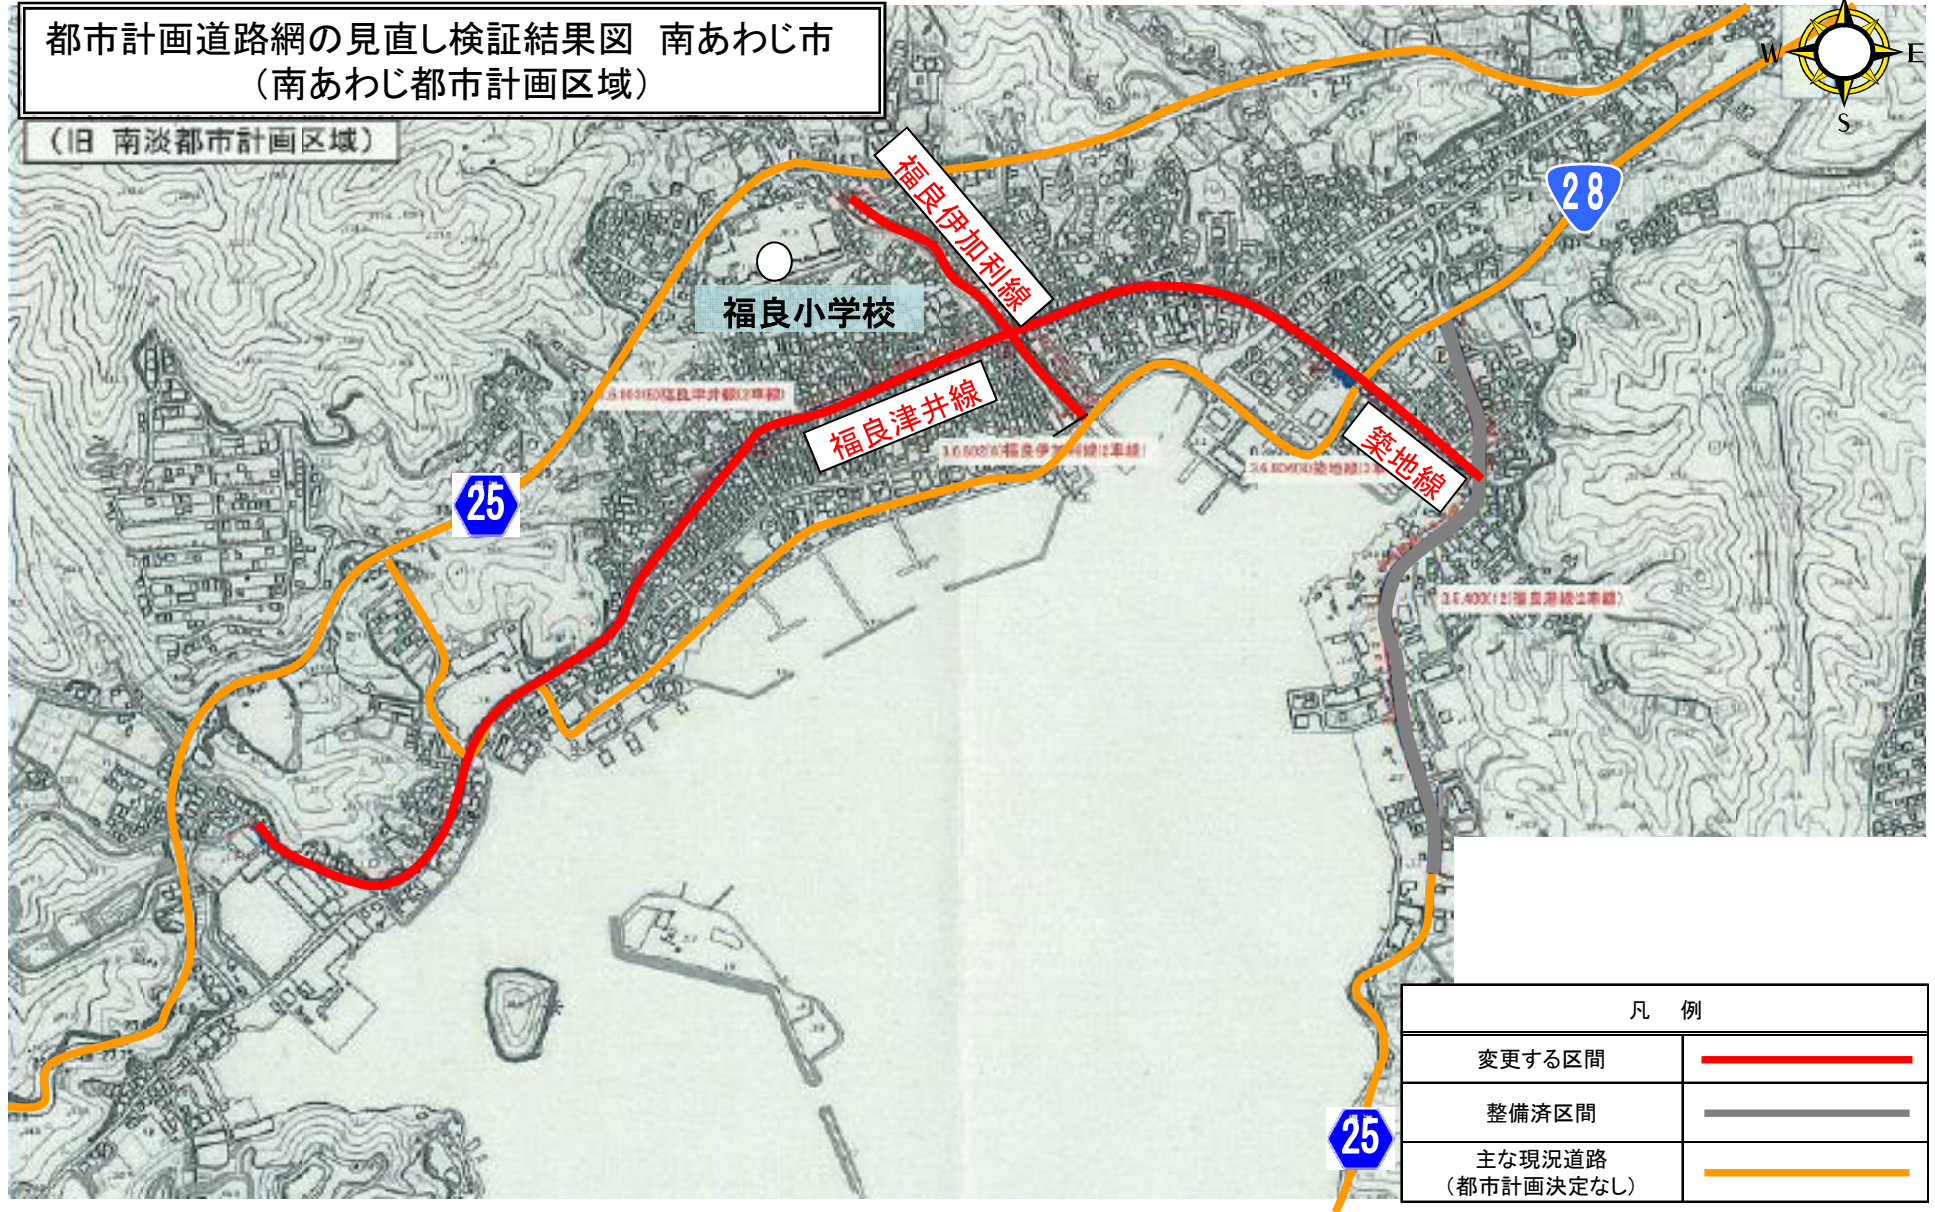 都市計画道路網の見直し検証結果図 南あわじ市
（南あわじ都市計画区域）
（旧 南淡都市計画区域）
W
E
S
28
福良伊加利線
福良小学校
福良津井線
築地線
25
25
凡 例
変更する区間
整備済区間
主な現況道路
（都市計画決定なし）